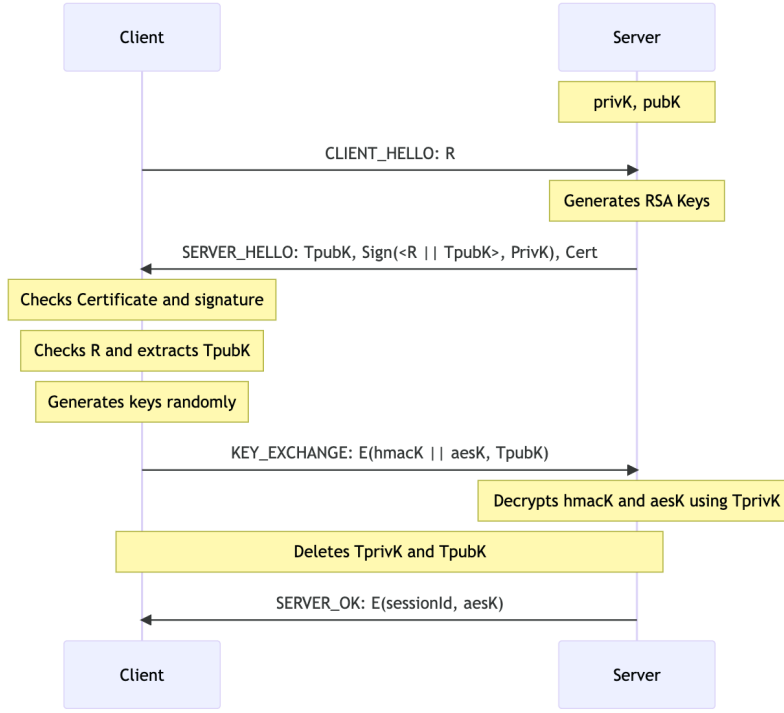 Client
Server
privK, pubK
CLIENT_HELLO: R
Generates RSA Keys
SERVER_HELLO: TpubK, Sign(<R || TpubK>, PrivK), Cert
Checks Certificate and signature
Checks R and extracts TpubK
Generates keys randomly
KEY_EXCHANGE: E(hmacK || aesK, TpubK)
Decrypts hmacK and aesK using TprivK
Deletes TprivK and TpubK
SERVER_OK: E(sessionId, aesK)
Client
Server